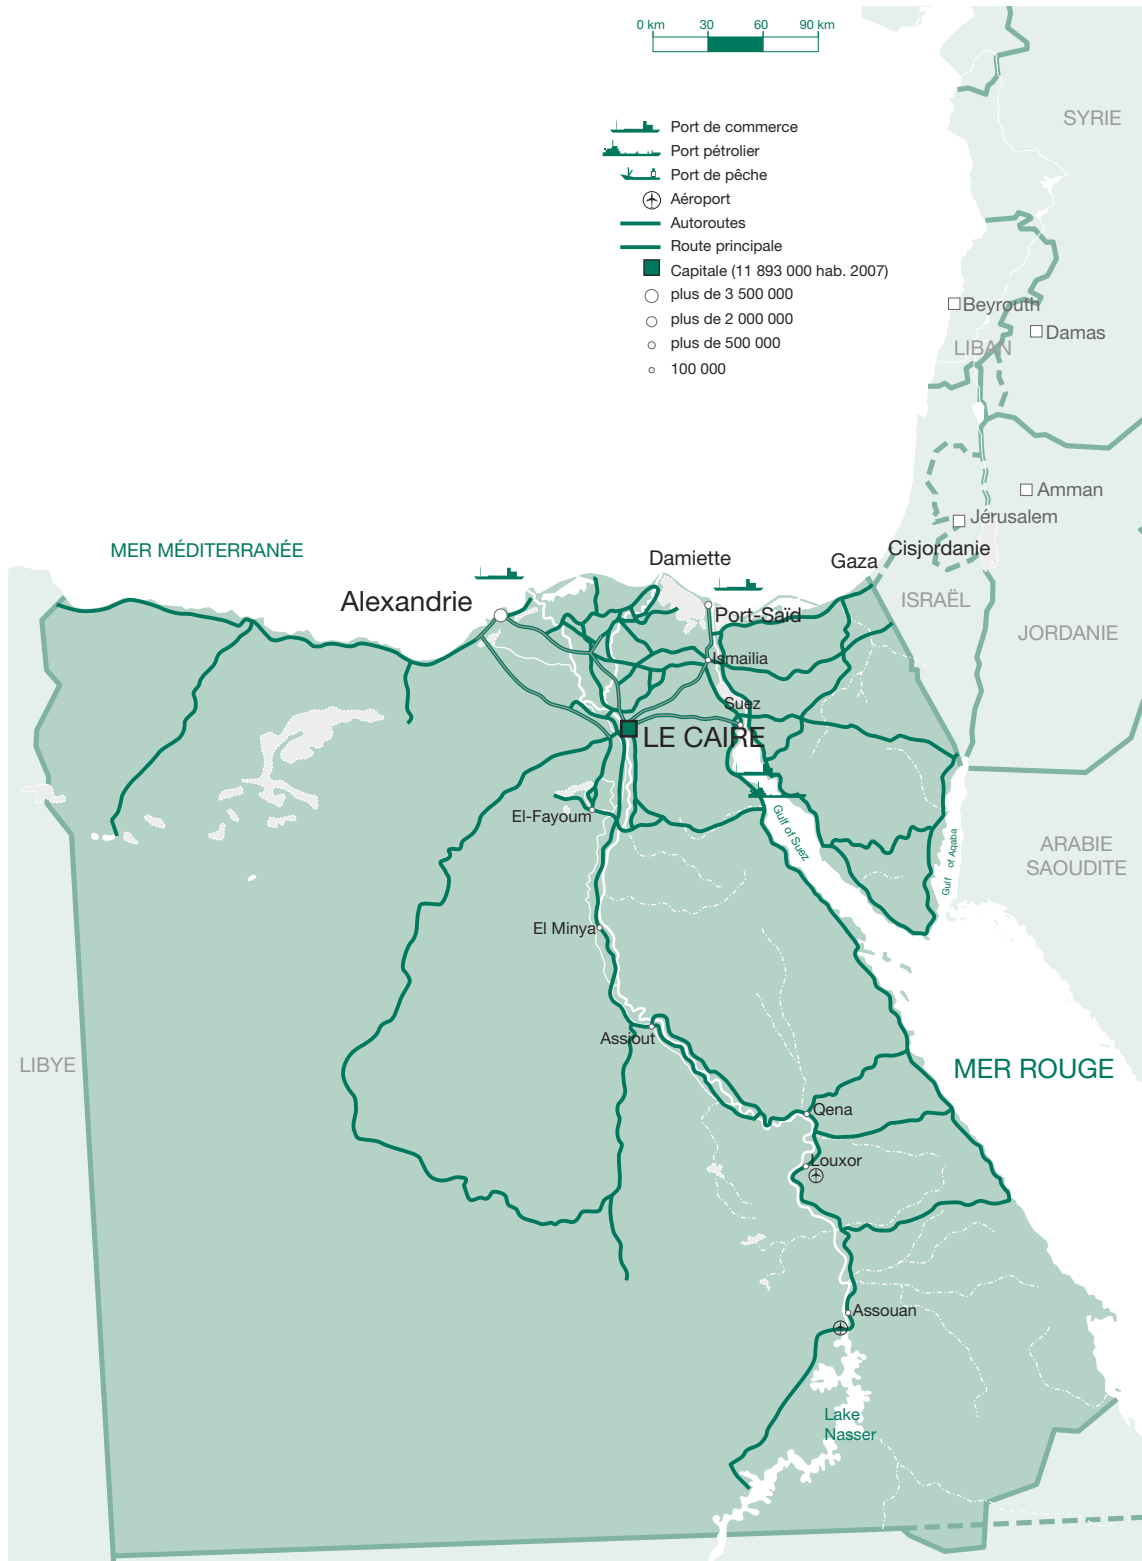 0 km 30 60 90 km
Port de commerce
Port pétrolier
Port de pêche
Aéroport
Autoroutes
Route principale
Capitale (11 893 000 hab. 2007)
plus de 3 500 000
plus de 2 000 000
plus de 500 000
100 000
SYRIE
Beyrouth
Damas
LIBAN
Amman
Jérusalem
Cisjordanie
MER MÉDITERRANÉE
Damiette
Gaza
Alexandrie
Port-Saïd
ISRAËL
JORDANIE
Ismailia
Suez
LE CAIRE
El-Fayoum
Gulf of Suez
Gulf of Aqaba
ARABIE
SAOUDITE
El Minya
Assiout
LIBYE
MER ROUGE
Qena
Louxor
Assouan
Lake
Nasser